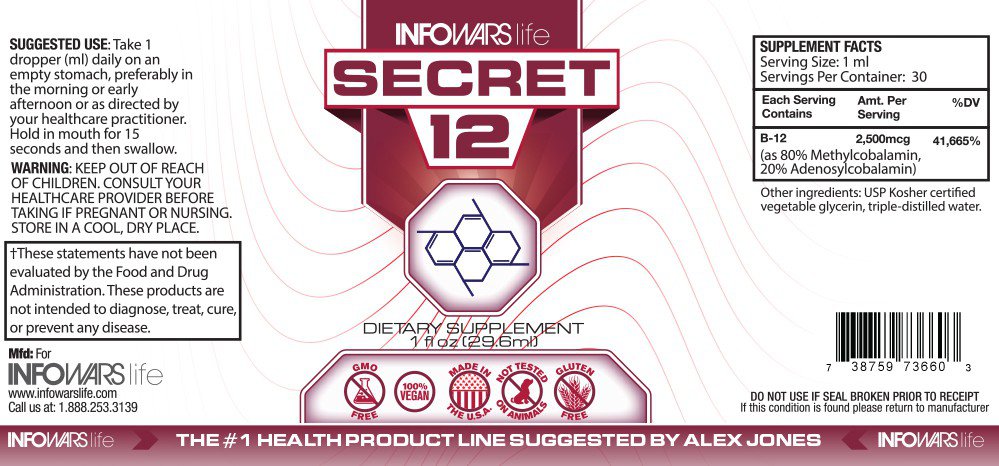 SUGGESTED USE: Take 1
dropper (ml) daily on an
empty stomach, preferably in
the morning or early
afternoon or as directed by
your healthcare practitioner.
Hold in mouth for 15
seconds and then swallow.
WARNING: KEEP OUT OF REACH
OF CHILDREN. CONSULT YOUR
HEALTHCARE PROVIDER BEFORE
TAKING IF PREGNANT OR NURSING.
STORE IN A COOL, DRY PLACE.
†These statements have not been
evaluated by the Food and Drug
Administration. These products are
not intended to diagnose, treat, cure,
or prevent any disease.
Mfd: For
INFOWARS life
www.infowarslife.com
Call us at: 1.888.253.3139
INFOWARS life
SECRET
12
DIETARY SUPPLEMENT
1 fl oz (29.6ml)
GMO
FREE
100%
VEGAN
MADE IN
THE U.S.A.
NOT TESTED
ON ANIMALS
GLUTEN
FREE
SUPPLEMENT FACTS
Serving Size: 1 ml
Servings Per Container: 30
Each Serving Amt. Per %DV
Contains Serving
B-12 2,500mcg 41,665%
(as 80% Methylcobalamin,
20% Adenosylcobalamin)
Other ingredients: USP Kosher certified
vegetable glycerin, triple-distilled water.
7 38759 73660 3
DO NOT USE IF SEAL BROKEN PRIOR TO RECEIPT
If this condition is found please return to manufacturer
INFOWARS life THE #1 HEALTH PRODUCT LINE SUGGESTED BY ALEX JONES INFOWARS life